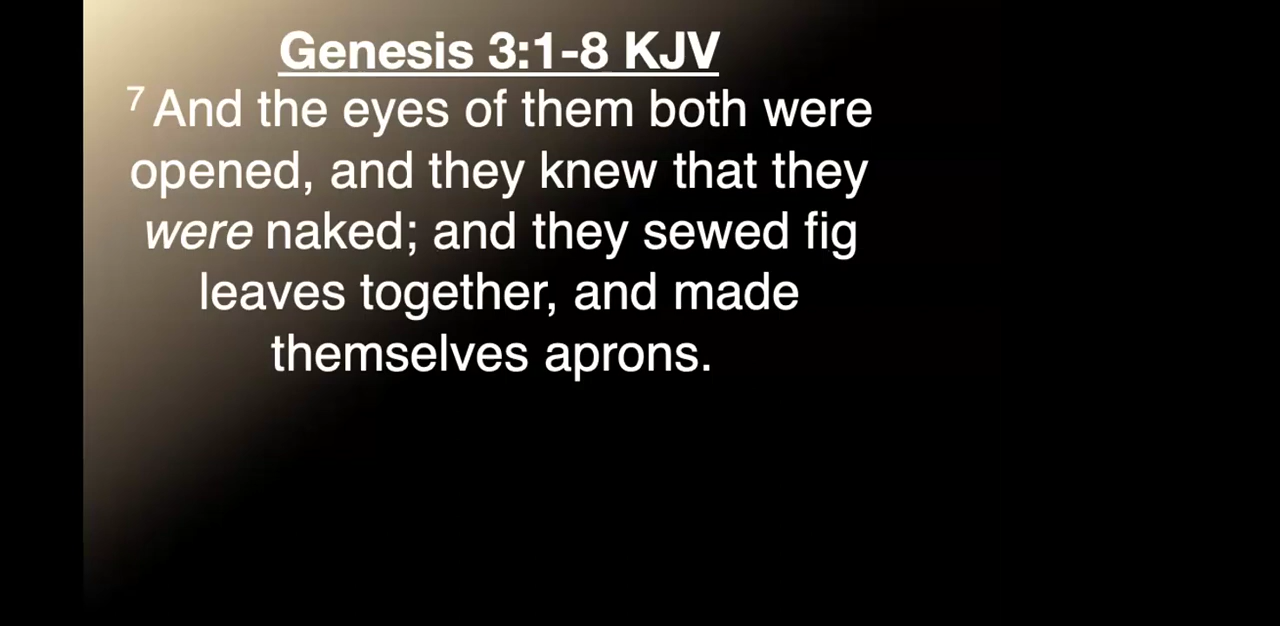 Genesis 3:1-8 KJV
7 And the eyes of them both were
opened, and they knew that they
were naked; and they sewed fig
leaves together, and made
themselves aprons.